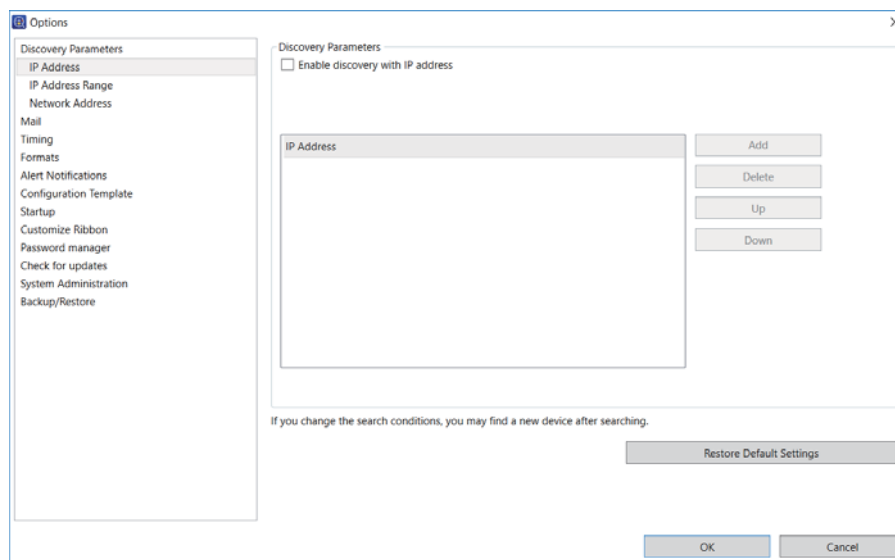 Options
Discovery Parameters
IP Address
IP Address Range
Network Address
Mail
Timing
Formats
Alert Notifications
Configuration Template
Startup
Customize Ribbon
Password manager
Check for updates
System Administration
Backup/Restore
Discovery Parameters
Enable discovery with IP address
IP Address
Add
Delete
Up
Down
If you change the search conditions, you may find a new device after searching.
Restore Default Settings
OK
Cancel